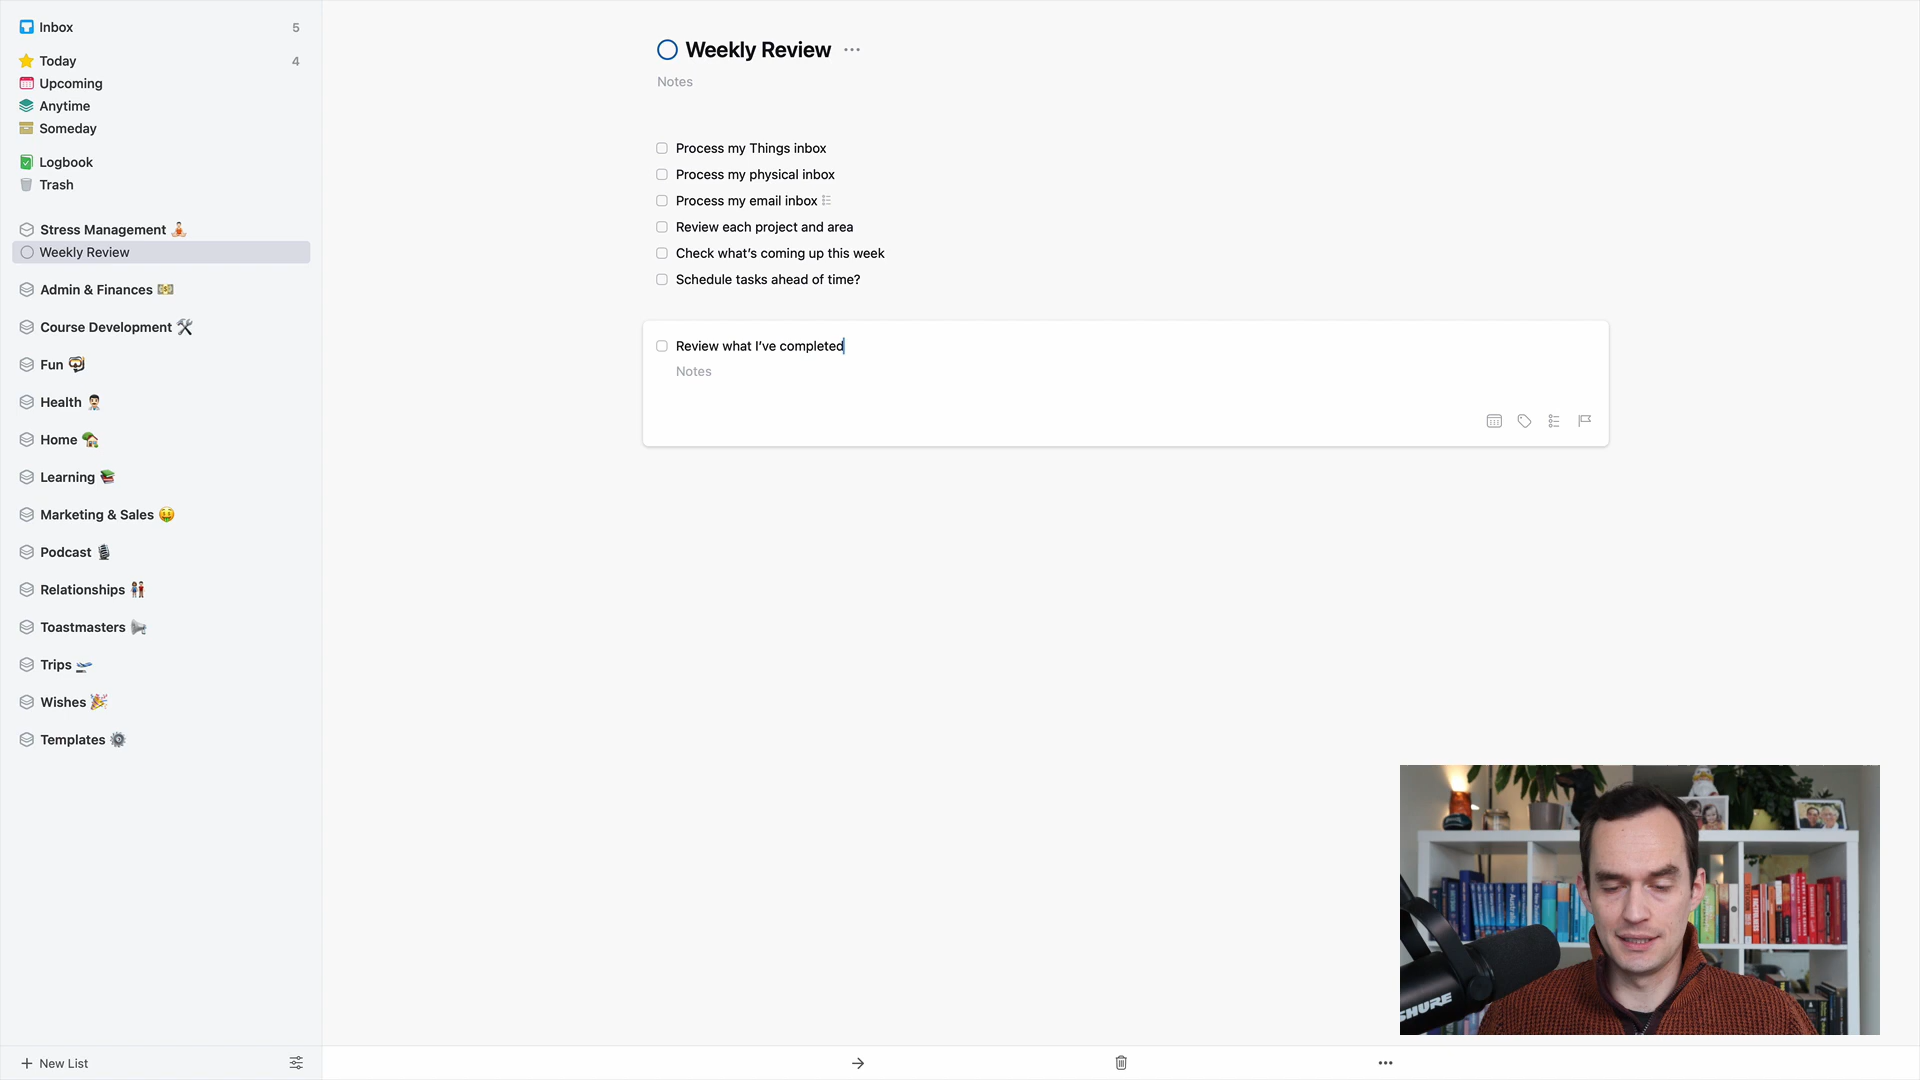 Inbox 5
Today 4
Upcoming
Anytime
Someday
Logbook
Trash
Stress Management
Weekly Review
Admin & Finances
Course Development
Fun
Health
Home
Learning
Marketing & Sales
Podcast
Relationships
Toastmasters
Trips
Wishes
Templates
New List
Weekly Review
Notes
Process my Things inbox
Process my physical inbox
Process my email inbox
Review each project and area
Check what's coming up this week
Schedule tasks ahead of time?
Review what I've completed
Notes
SHURE